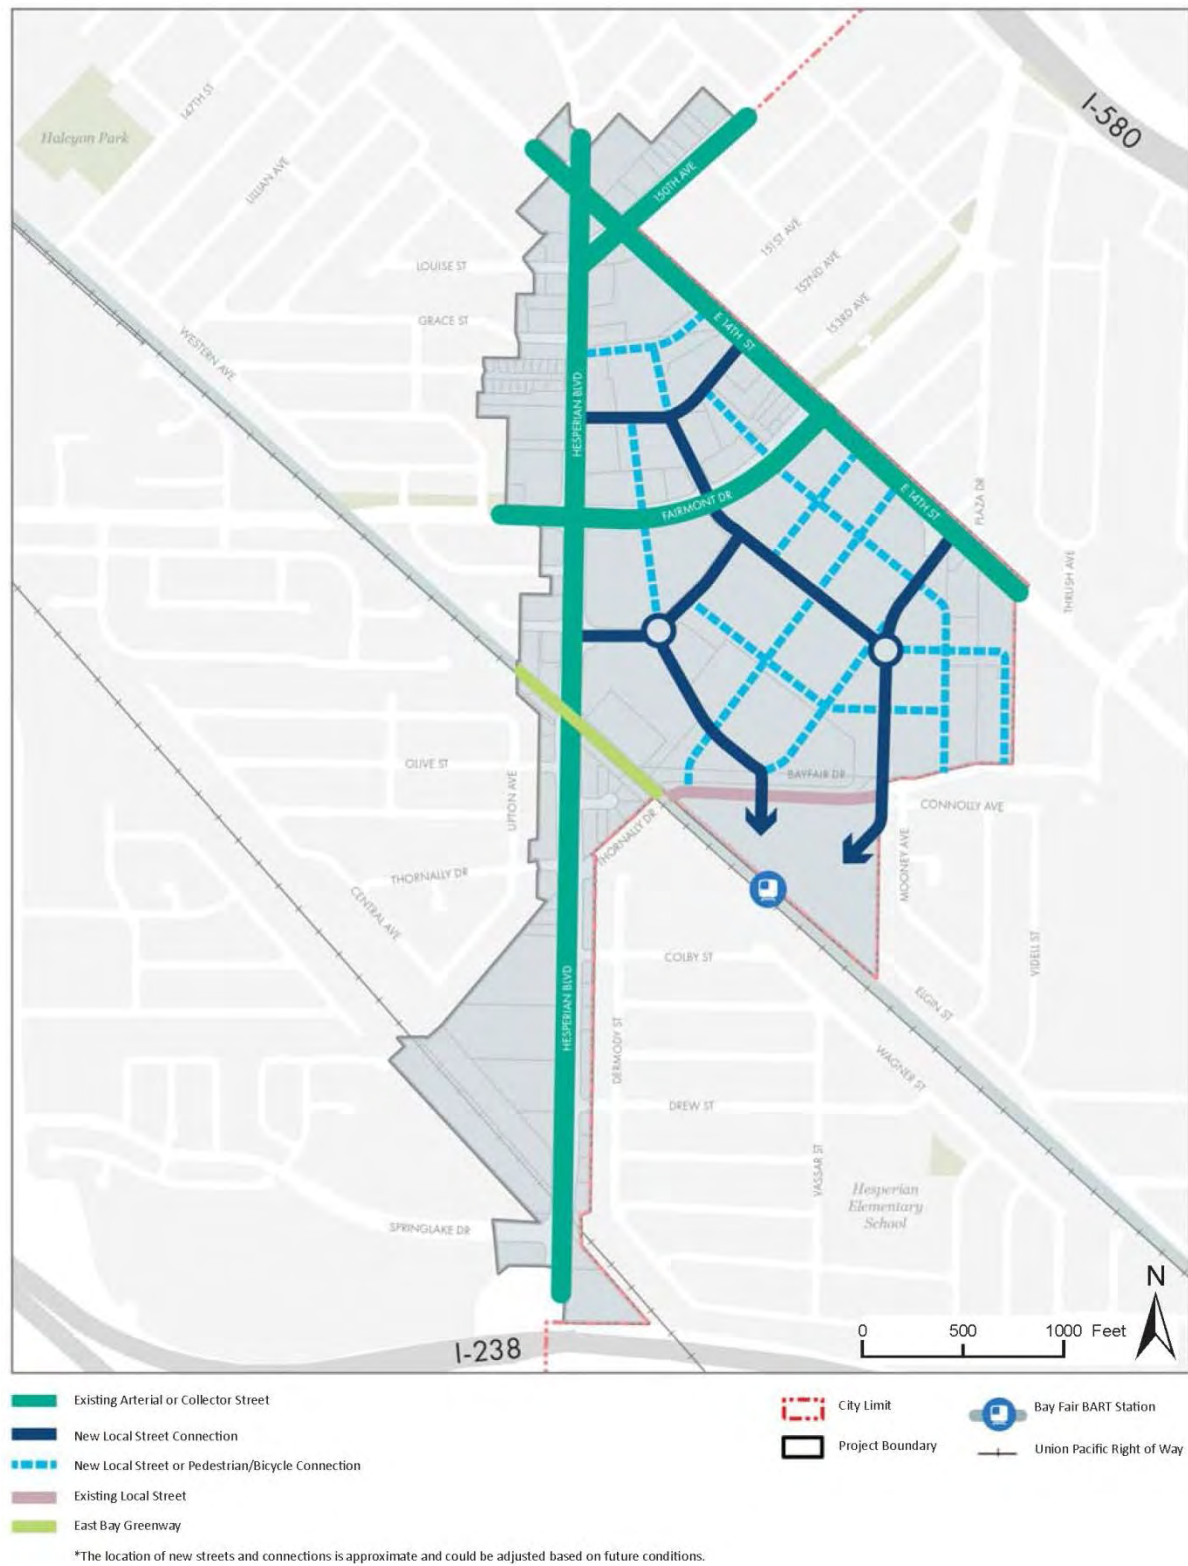 I-580
Halcyon Park
147TH ST
LILLIAN AVE
150TH AVE
151ST AVE
152ND AVE
153RD AVE
LOUISE ST
GRACE ST
WESTERN AVE
E 14TH ST
HESPERIAN BLVD
FAIRMONT DR
E 14TH ST
PLAZA DR
THRUSH AVE
OLIVE ST
UPTON AVE
BAYFAIR DR
CONNOLLY AVE
THORNALLY DR
MOONEY AVE
THORNALLY DR
CENTRAL AVE
COLBY ST
VIDELL ST
ELGIN ST
HESPERIAN BLVD
DERMODY ST
WAGNER ST
DREW ST
VASSAR ST
Hesperian
Elementary
School
SPRINGLAKE DR
N
0 500 1000 Feet
I-238
Existing Arterial or Collector Street
New Local Street Connection
New Local Street or Pedestrian/Bicycle Connection
Existing Local Street
East Bay Greenway
City Limit
Project Boundary
Bay Fair BART Station
Union Pacific Right of Way
*The location of new streets and connections is approximate and could be adjusted based on future conditions.